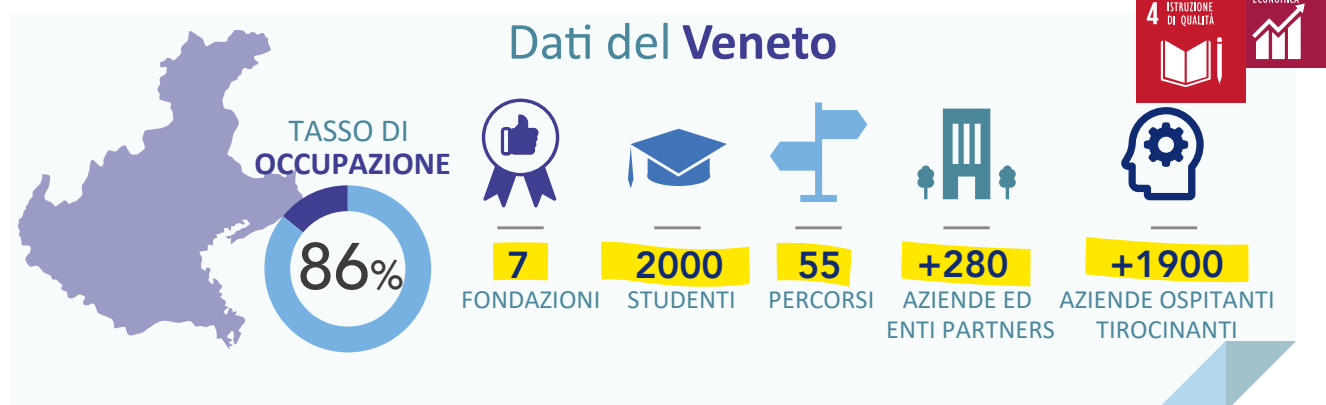 4 ISTRUZIONE
DI QUALITÀ
ECONOMICA
Dati del Veneto
TASSO DI
OCCUPAZIONE
86%
7
FONDAZIONI
2000
STUDENTI
55
PERCORSI
+280
AZIENDE ED
ENTI PARTNERS
+1900
AZIENDE OSPITANTI
TIROCINANTI